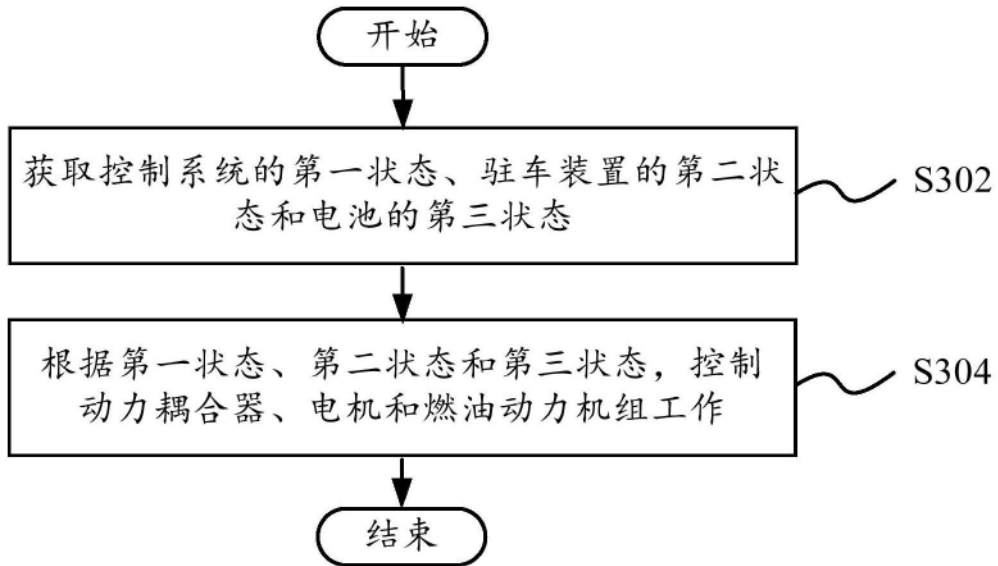 开始
获取控制系统的第一状态、驻车装置的第二状
态和电池的第三状态
S302
根据第一状态、第二状态和第三状态，控制
动力耦合器、电机和燃油动力机组工作
S304
结束